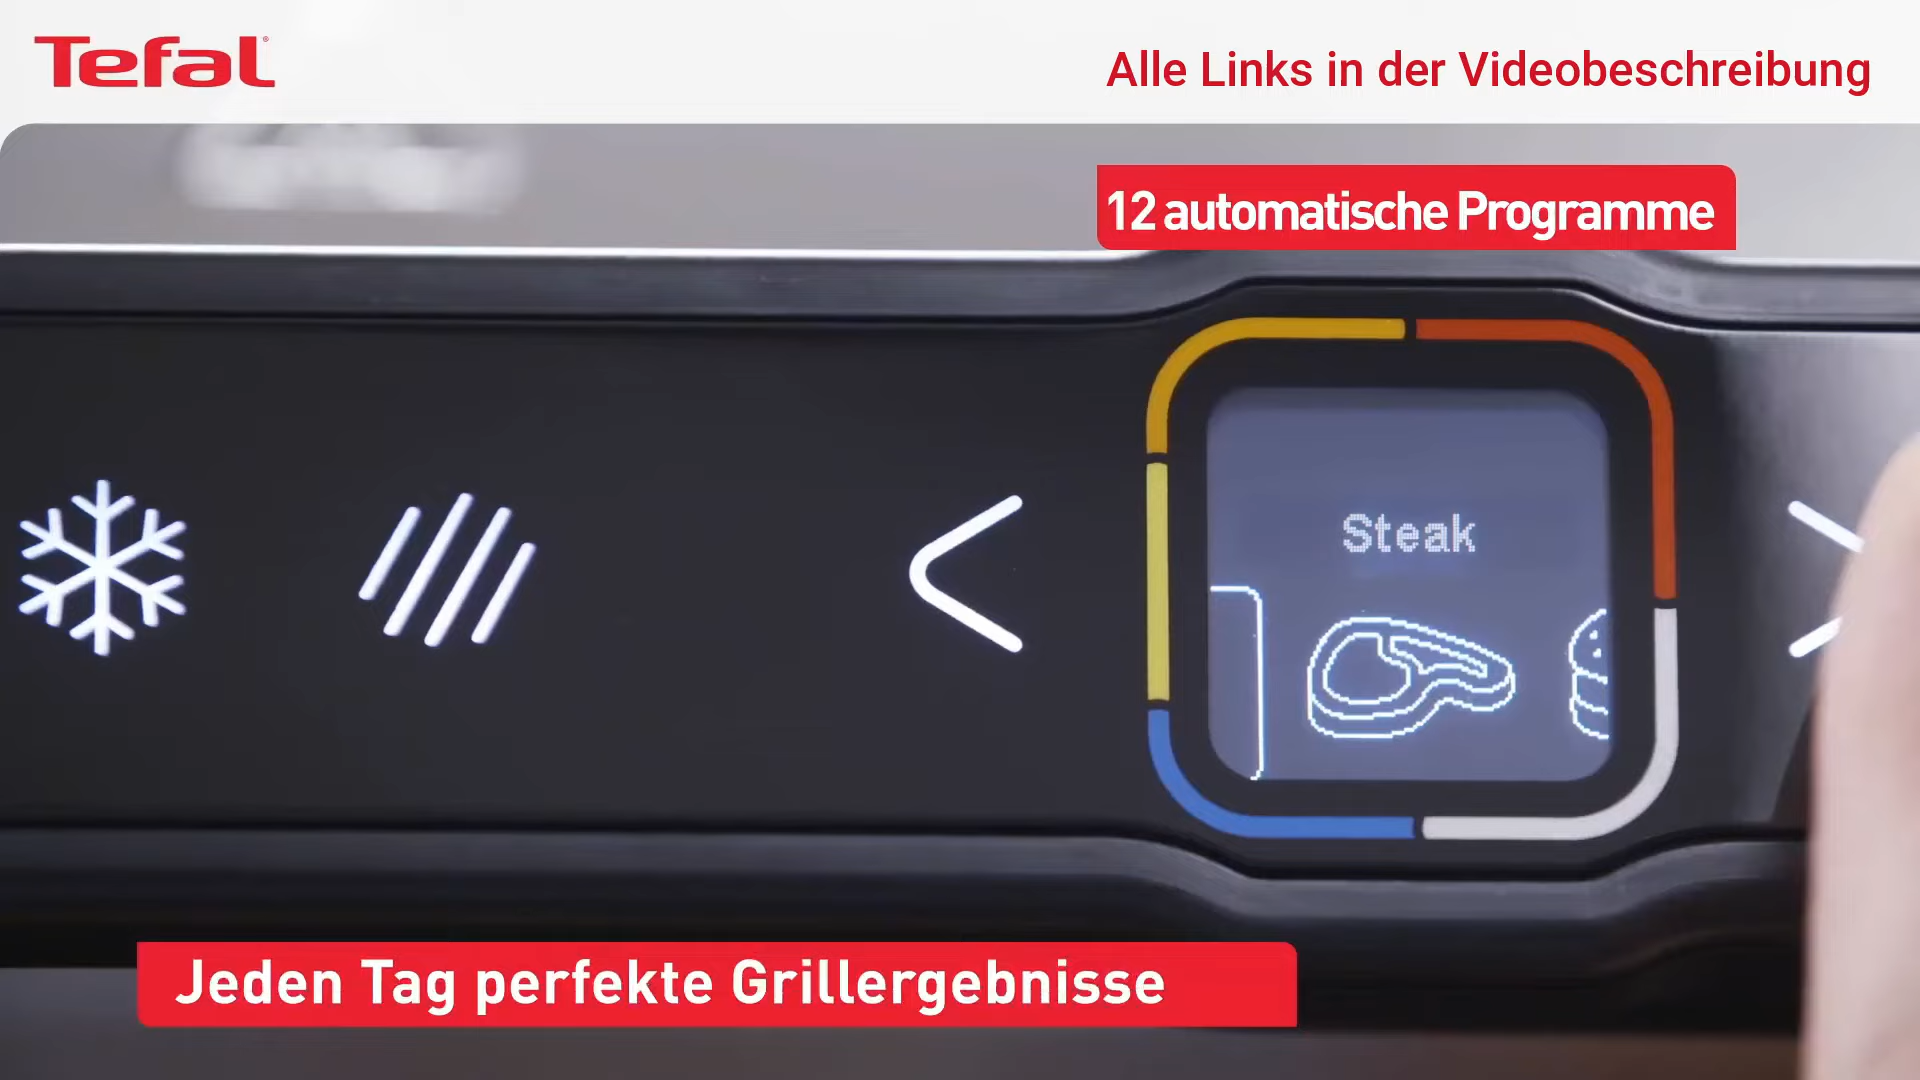 Tefal
Alle Links in der Videobeschreibung
12 automatische Programme
Steak
Jeden Tag perfekte Grillergebnisse